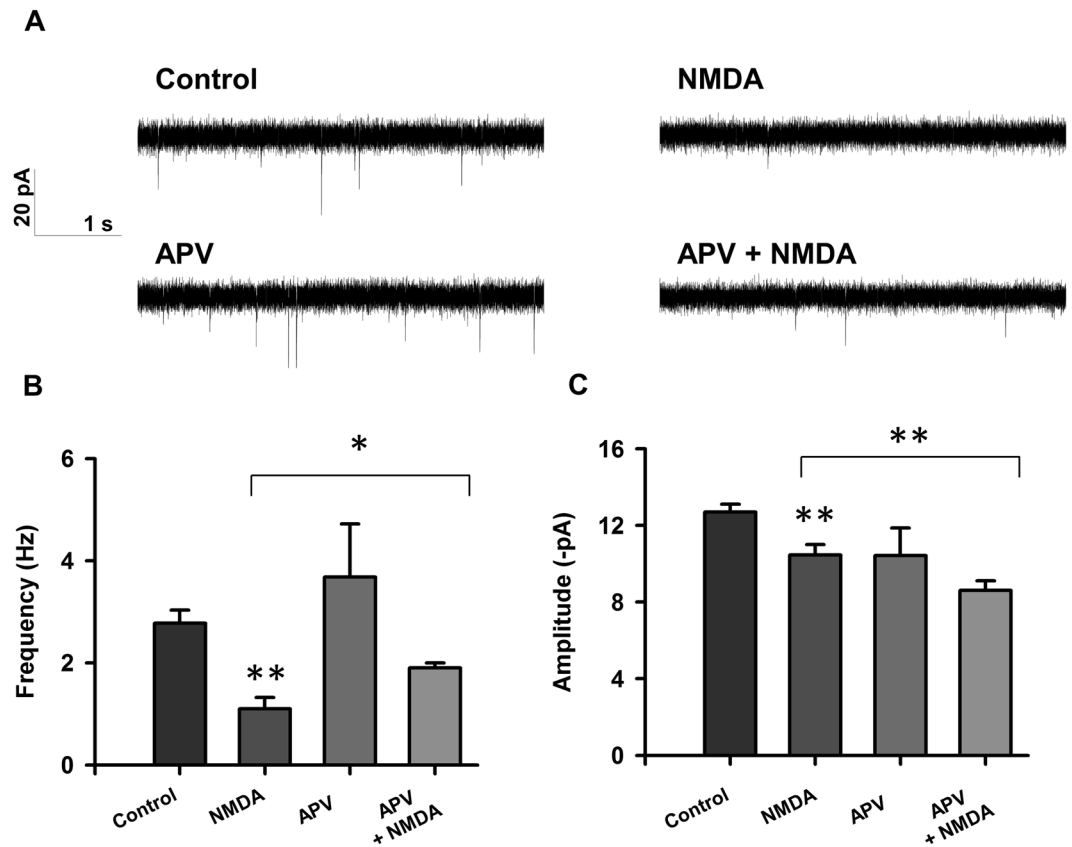 A
Control
NMDA
20 pA
1 s
APV
APV + NMDA
B
*
6
4
2
0
Frequency (Hz)
**
Control
NMDA
APV
APV
+ NMDA
C
**
16
12
8
4
0
Amplitude (-pA)
**
Control
NMDA
APV
APV
+ NMDA